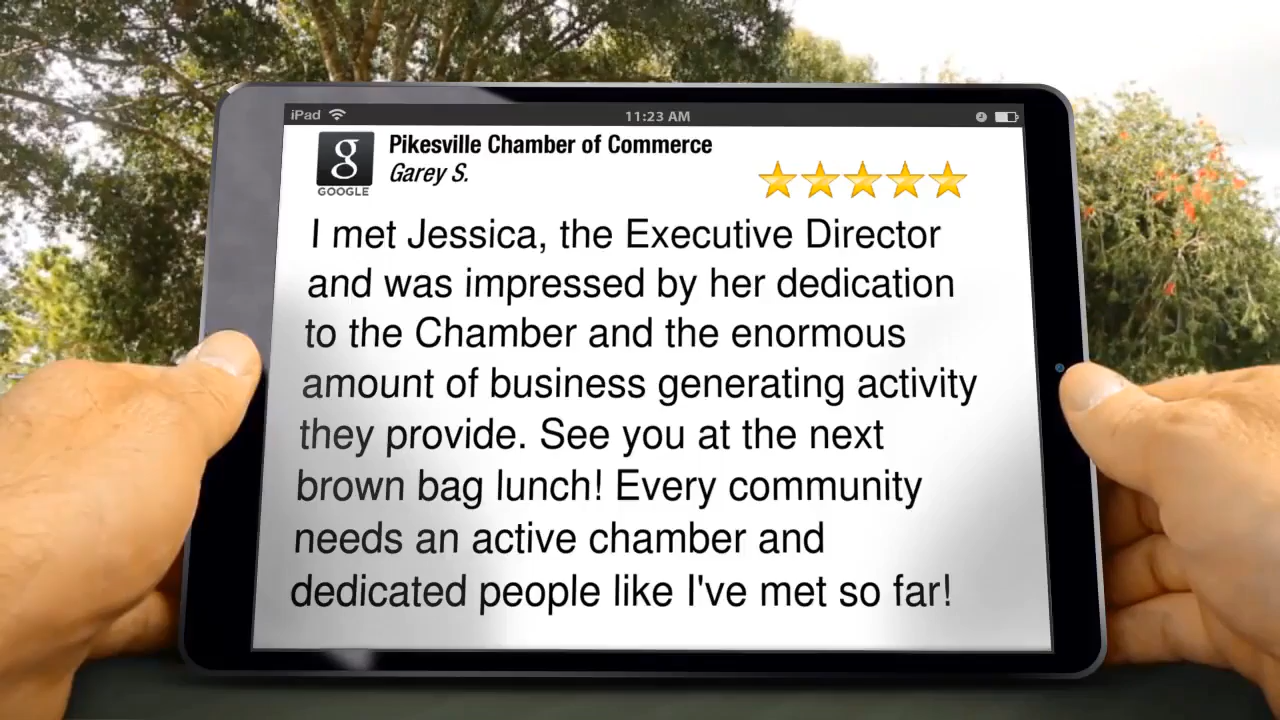 iPad
11:23 AM
g
GOOGLE
Pikesville Chamber of Commerce
Garey S.
I met Jessica, the Executive Director
and was impressed by her dedication
to the Chamber and the enormous
amount of business generating activity
they provide. See you at the next
brown bag lunch! Every community
needs an active chamber and
dedicated people like I've met so far!